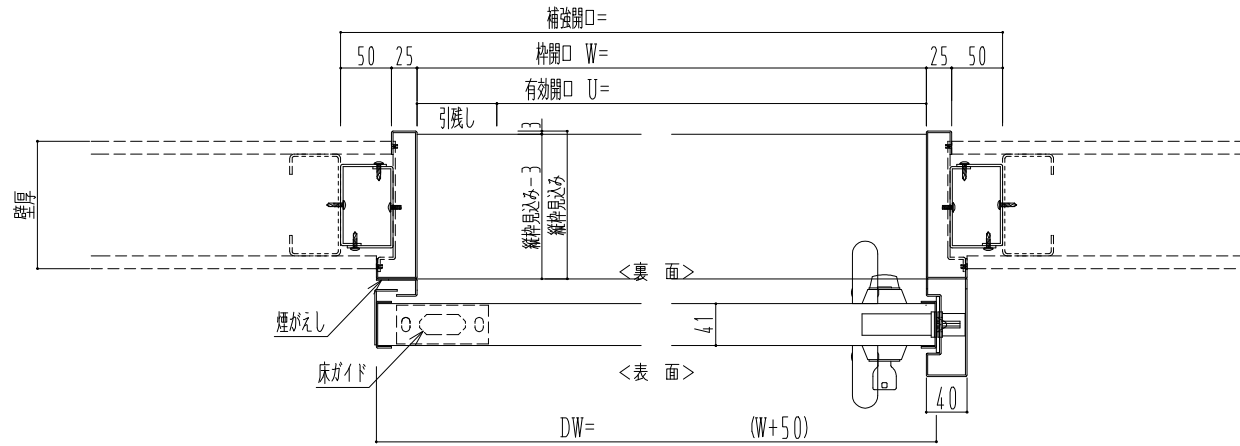 補強開口=
50 25 枠開口 W= 25 50
有効開口 U=
引残し
3
壁厚
縦枠見込み-3
縦枠見込み
<裏 面>
煙がえし
41
床ガイド
<表 面>
40
DW= (W+50)